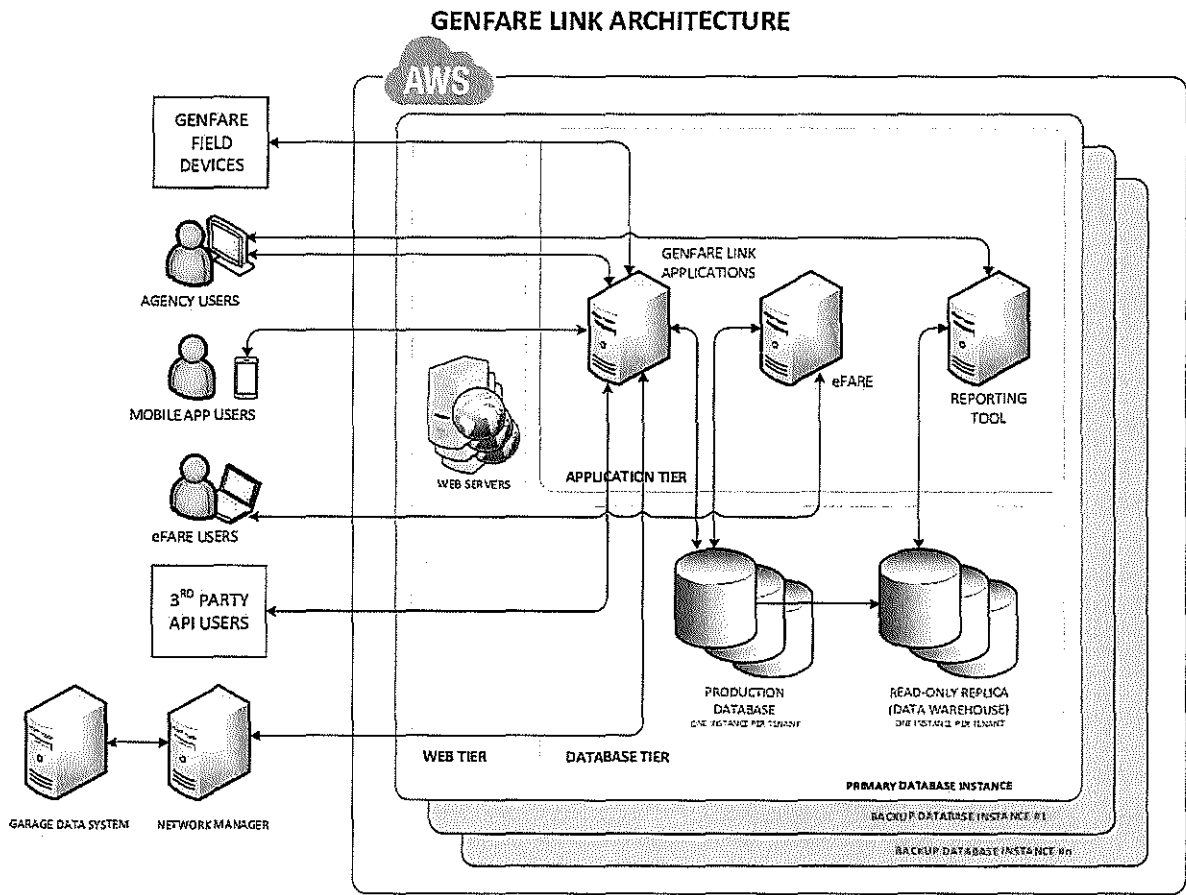 GENFARE LINK ARCHITECTURE
AWS
GENFARE
FIELD
DEVICES
AGENCY USERS
MOBILE APP USERS
eFARE USERS
3RD PARTY
API USERS
GARAGE DATA SYSTEM
NETWORK MANAGER
WEB SERVERS
GENFARE LINK
APPLICATIONS
eFARE
REPORTING
TOOL
APPLICATION TIER
PRODUCTION
DATABASE
ONE INSTANCE PER TENANT
READ-ONLY REPLICA
(DATA WAREHOUSE)
ONE INSTANCE PER TENANT
WEB TIER
DATABASE TIER
PRIMARY DATABASE INSTANCE
BACKUP DATABASE INSTANCE #1
BACKUP DATABASE INSTANCE #n